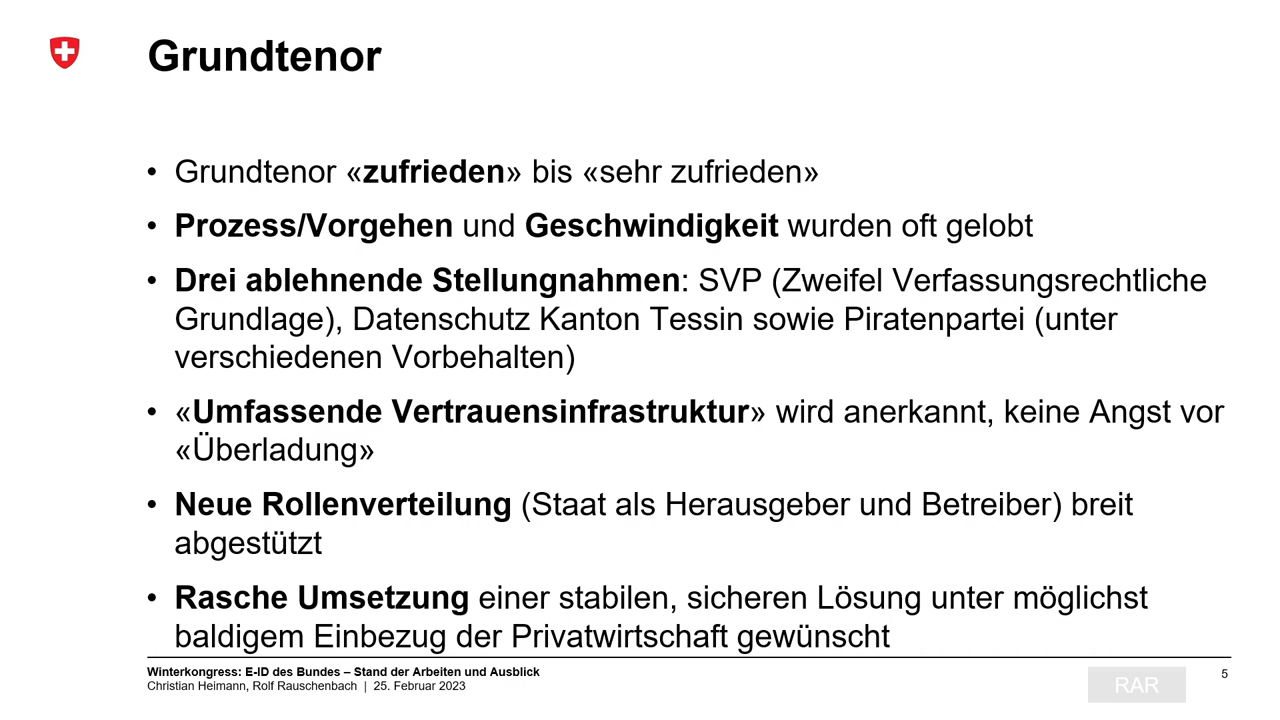 Grundtenor
• Grundtenor «zufrieden» bis «sehr zufrieden»
• Prozess/Vorgehen und Geschwindigkeit wurden oft gelobt
• Drei ablehnende Stellungnahmen: SVP (Zweifel Verfassungsrechtliche
Grundlage), Datenschutz Kanton Tessin sowie Piratenpartei (unter
verschiedenen Vorbehalten)
• «Umfassende Vertrauensinfrastruktur» wird anerkannt, keine Angst vor
«Überladung»
• Neue Rollenverteilung (Staat als Herausgeber und Betreiber) breit
abgestützt
• Rasche Umsetzung einer stabilen, sicheren Lösung unter möglichst
baldigem Einbezug der Privatwirtschaft gewünscht
Winterkongress: E-ID des Bundes – Stand der Arbeiten und Ausblick
Christian Heimann, Rolf Rauschenbach | 25. Februar 2023
RAR
5